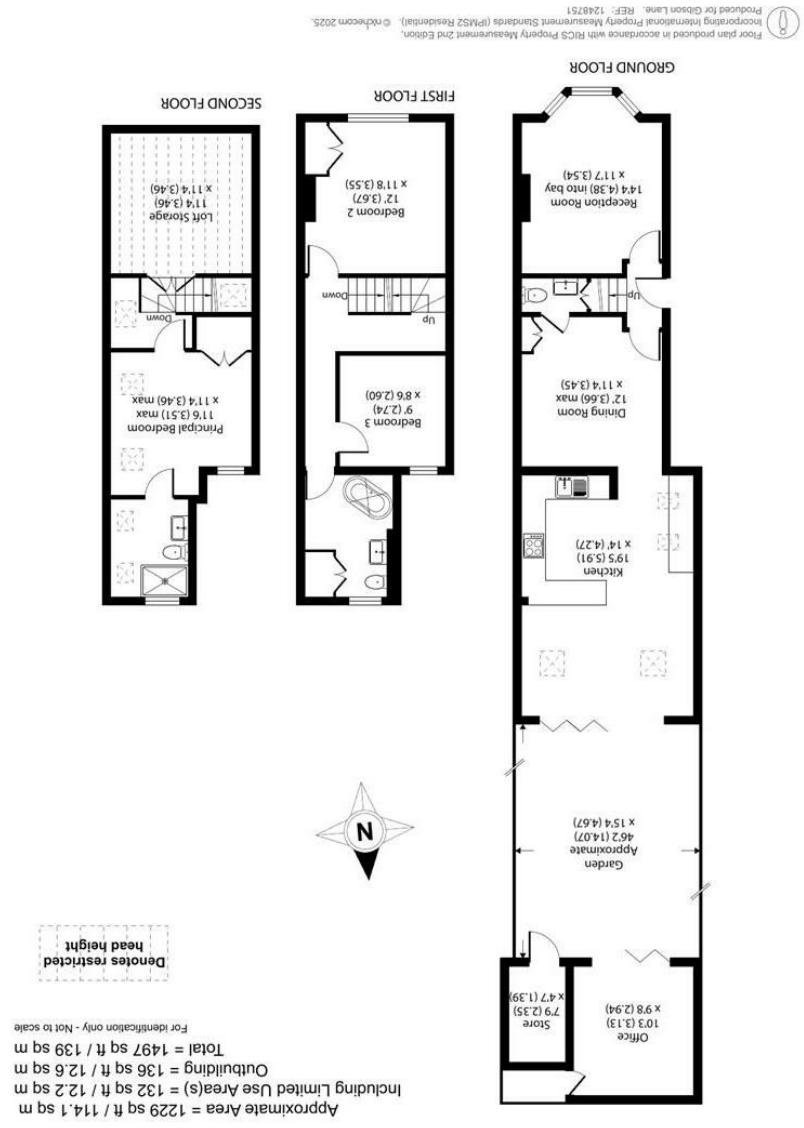 Approximate Area = 1229 sq ft / 114.1 sq m
Including Limited Use Area(s) = 132 sq ft / 12.2 sq m
Outbuilding = 136 sq ft / 12.6 sq m
Total = 1497 sq ft / 139 sq m
For identification only - Not to scale
Denotes restricted
head height
Office
10'3 (3.13)
x 9'8 (2.94)
Store
7'9 (2.35)
x 4'7 (1.39)
Garden
Approximate
46'2 (14.07)
x 15'4 (4.67)
N
Kitchen
19'5 (5.91)
x 14' (4.27)
Dining Room
12' (3.66) max
x 11'4 (3.45)
Up
Reception Room
14'4 (4.38) into bay
x 11'7 (3.54)
GROUND FLOOR
Bedroom 3
9' (2.74)
x 8'6 (2.60)
Up
Down
Bedroom 2
12' (3.67)
x 11'8 (3.55)
FIRST FLOOR
Principal Bedroom
11'6 (3.51) max
x 11'4 (3.46) max
Down
Loft Storage
11'4 (3.46)
x 11'4 (3.46)
SECOND FLOOR
Floor plan produced in accordance with RICS Property Measurement 2nd Edition,
Incorporating International Property Measurement Standards (IPMS2 Residential). © nichecom 2025.
Produced for Gibson Lane. REF: 1248751